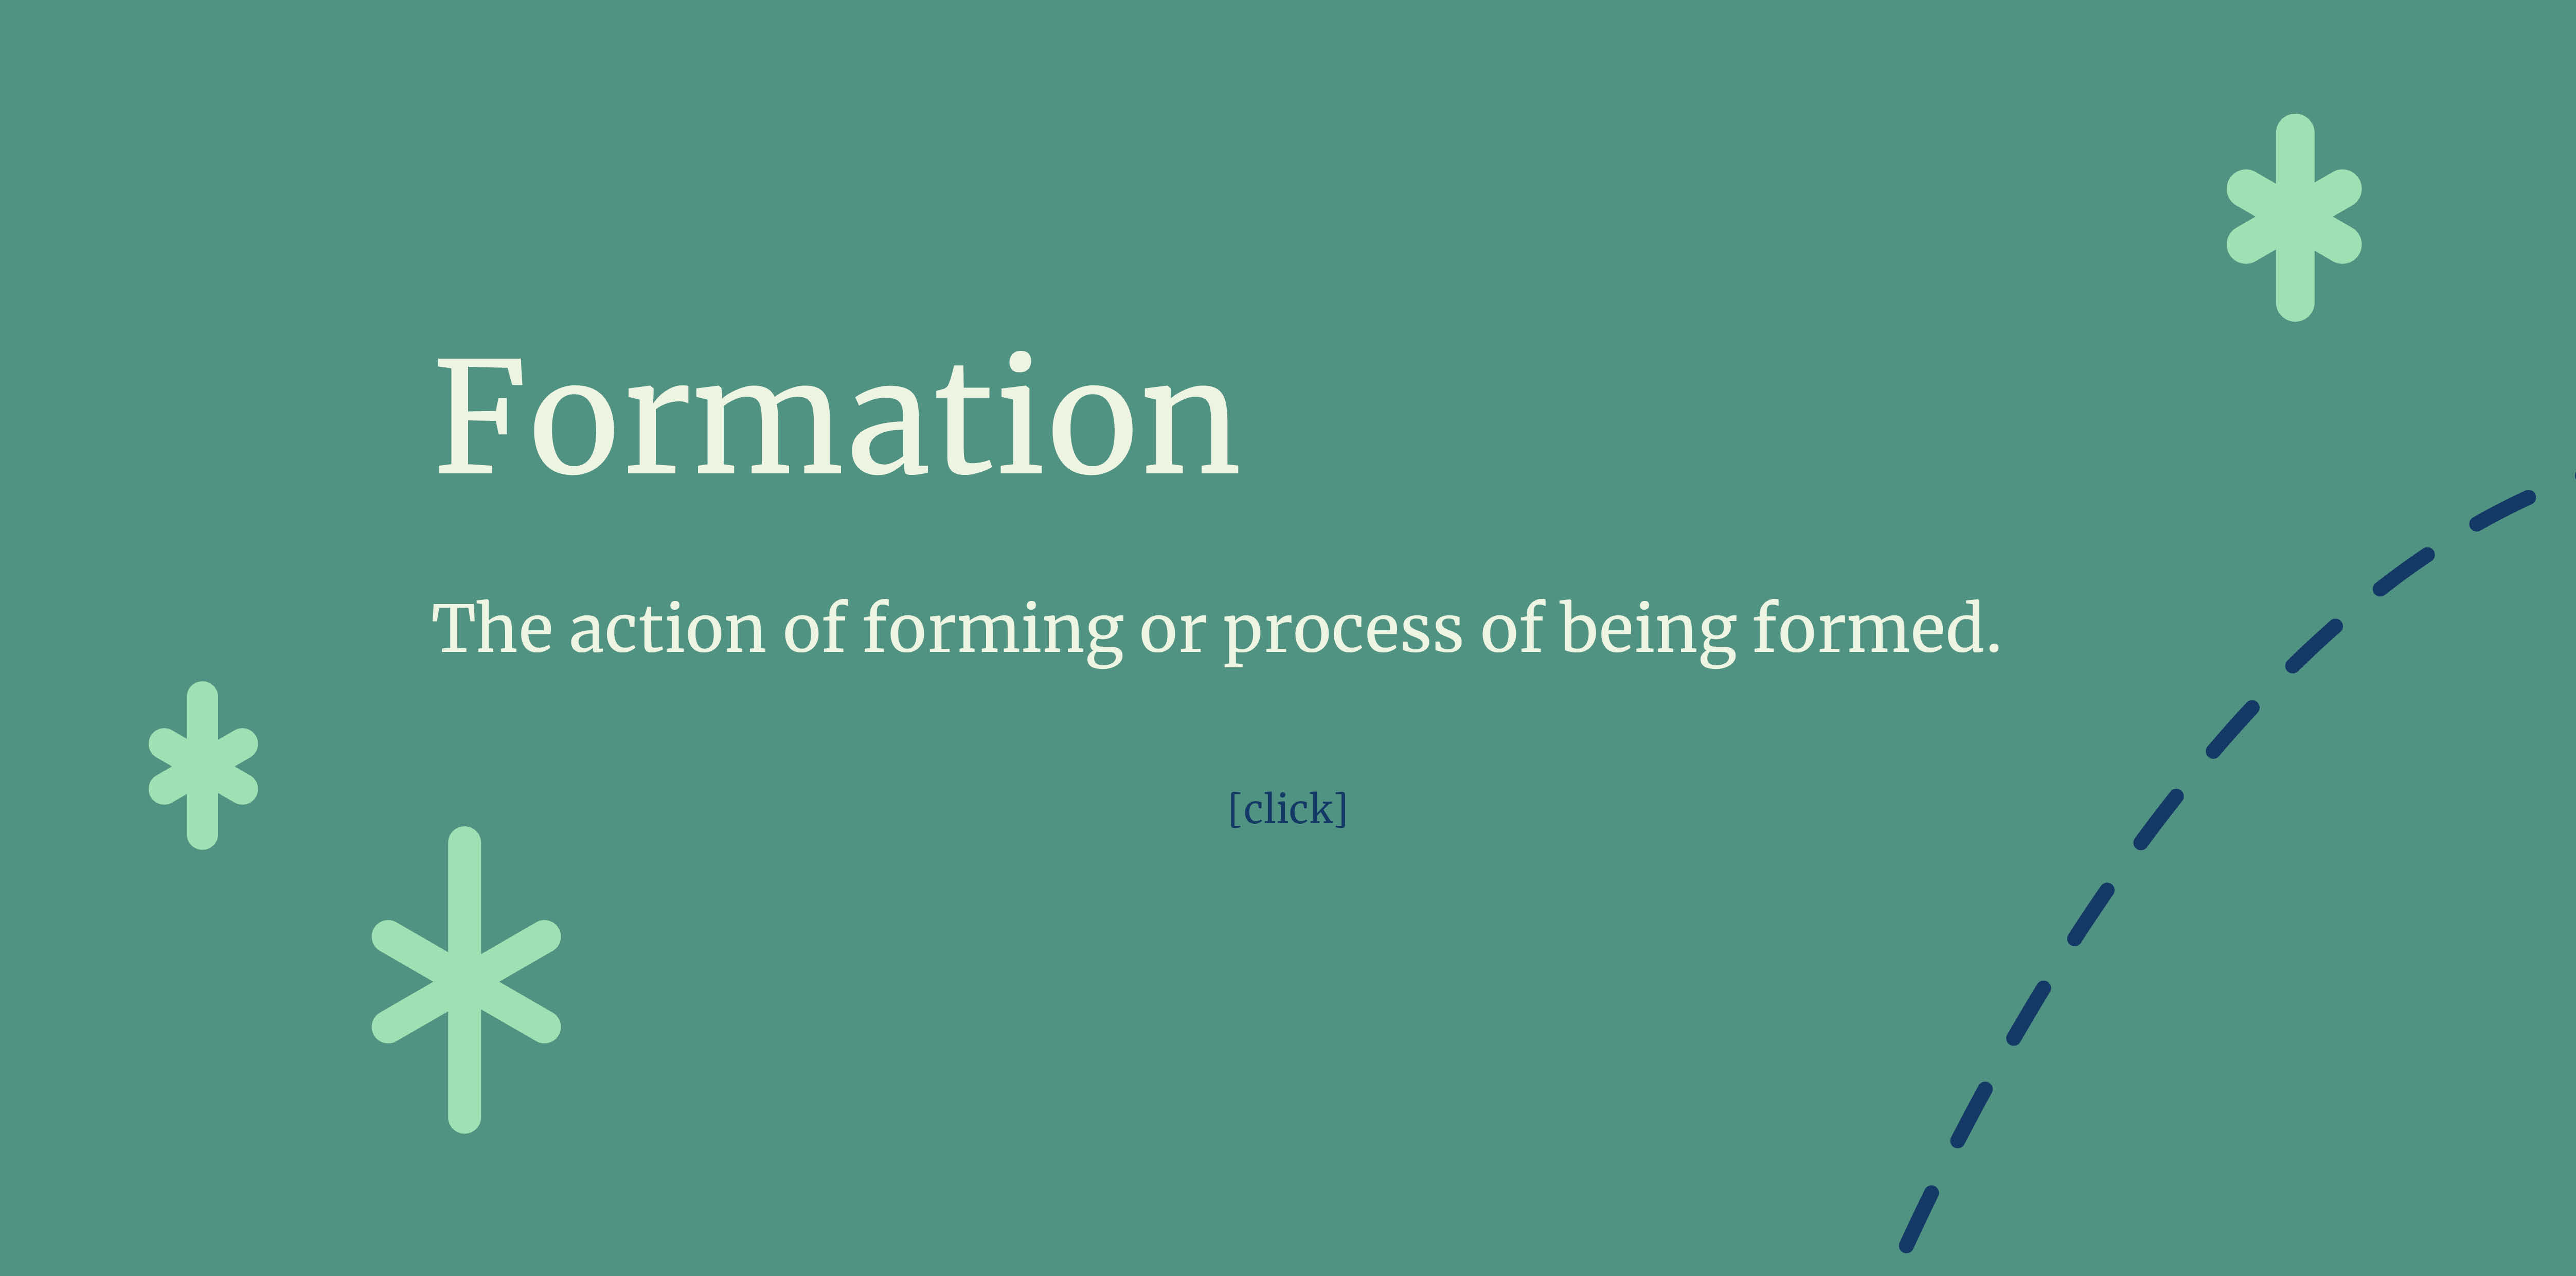 Formation
The action of forming or process of being formed.
[click]